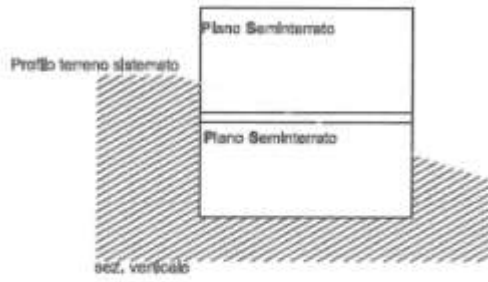 Piano Seminterrato
Profilo terreno sistemato
Piano Seminterrato
sez. verticale